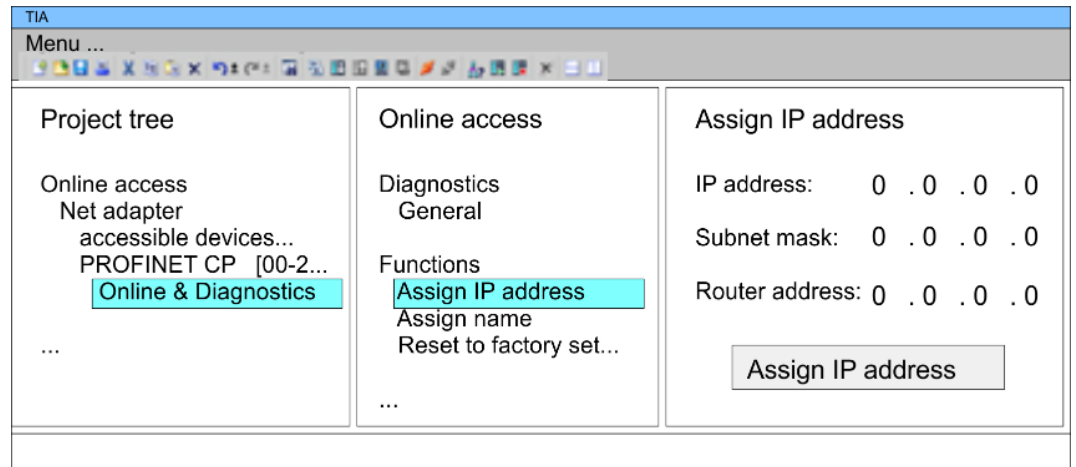 TIA
Menu ...
Project tree
Online access
Net adapter
accessible devices...
PROFINET CP [00-2...
Online & Diagnostics
...
Online access
Diagnostics
General
Functions
Assign IP address
Assign name
Reset to factory set...
...
Assign IP address
IP address: 0 . 0 . 0 . 0
Subnet mask: 0 . 0 . 0 . 0
Router address: 0 . 0 . 0 . 0
Assign IP address